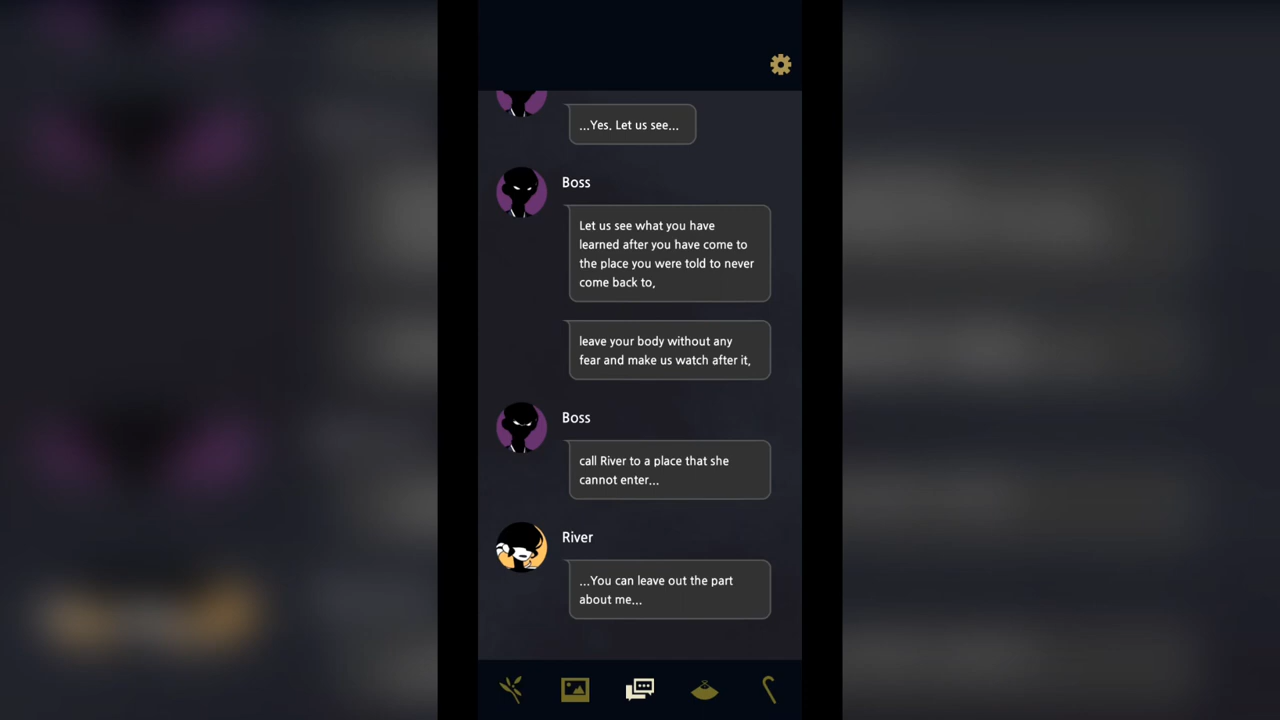 ...Yes. Let us see...
Boss
Let us see what you have
learned after you have come to
the place you were told to never
come back to,
leave your body without any
fear and make us watch after it,
Boss
call River to a place that she
cannot enter...
River
...You can leave out the part
about me...